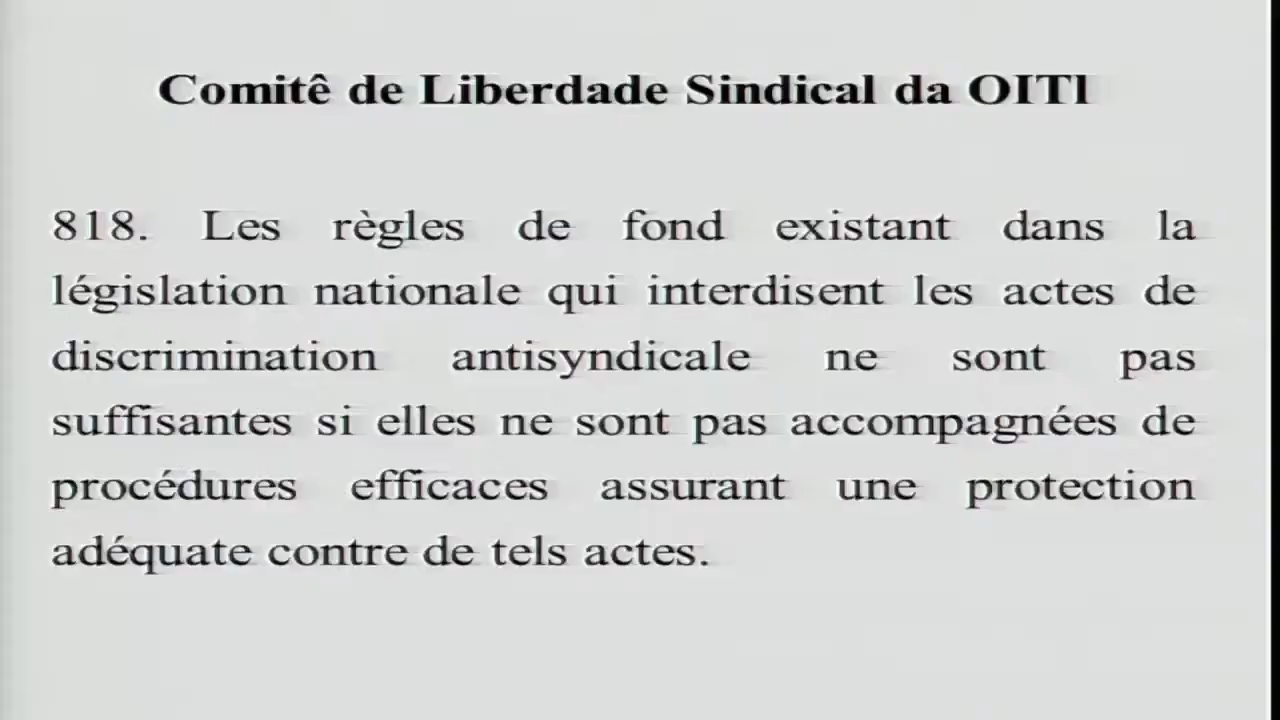 Comitê de Liberdade Sindical da OITl
818. Les règles de fond existant dans la
législation nationale qui interdisent les actes de
discrimination antisyndicale ne sont pas
suffisantes si elles ne sont pas accompagnées de
procédures efficaces assurant une protection
adéquate contre de tels actes.